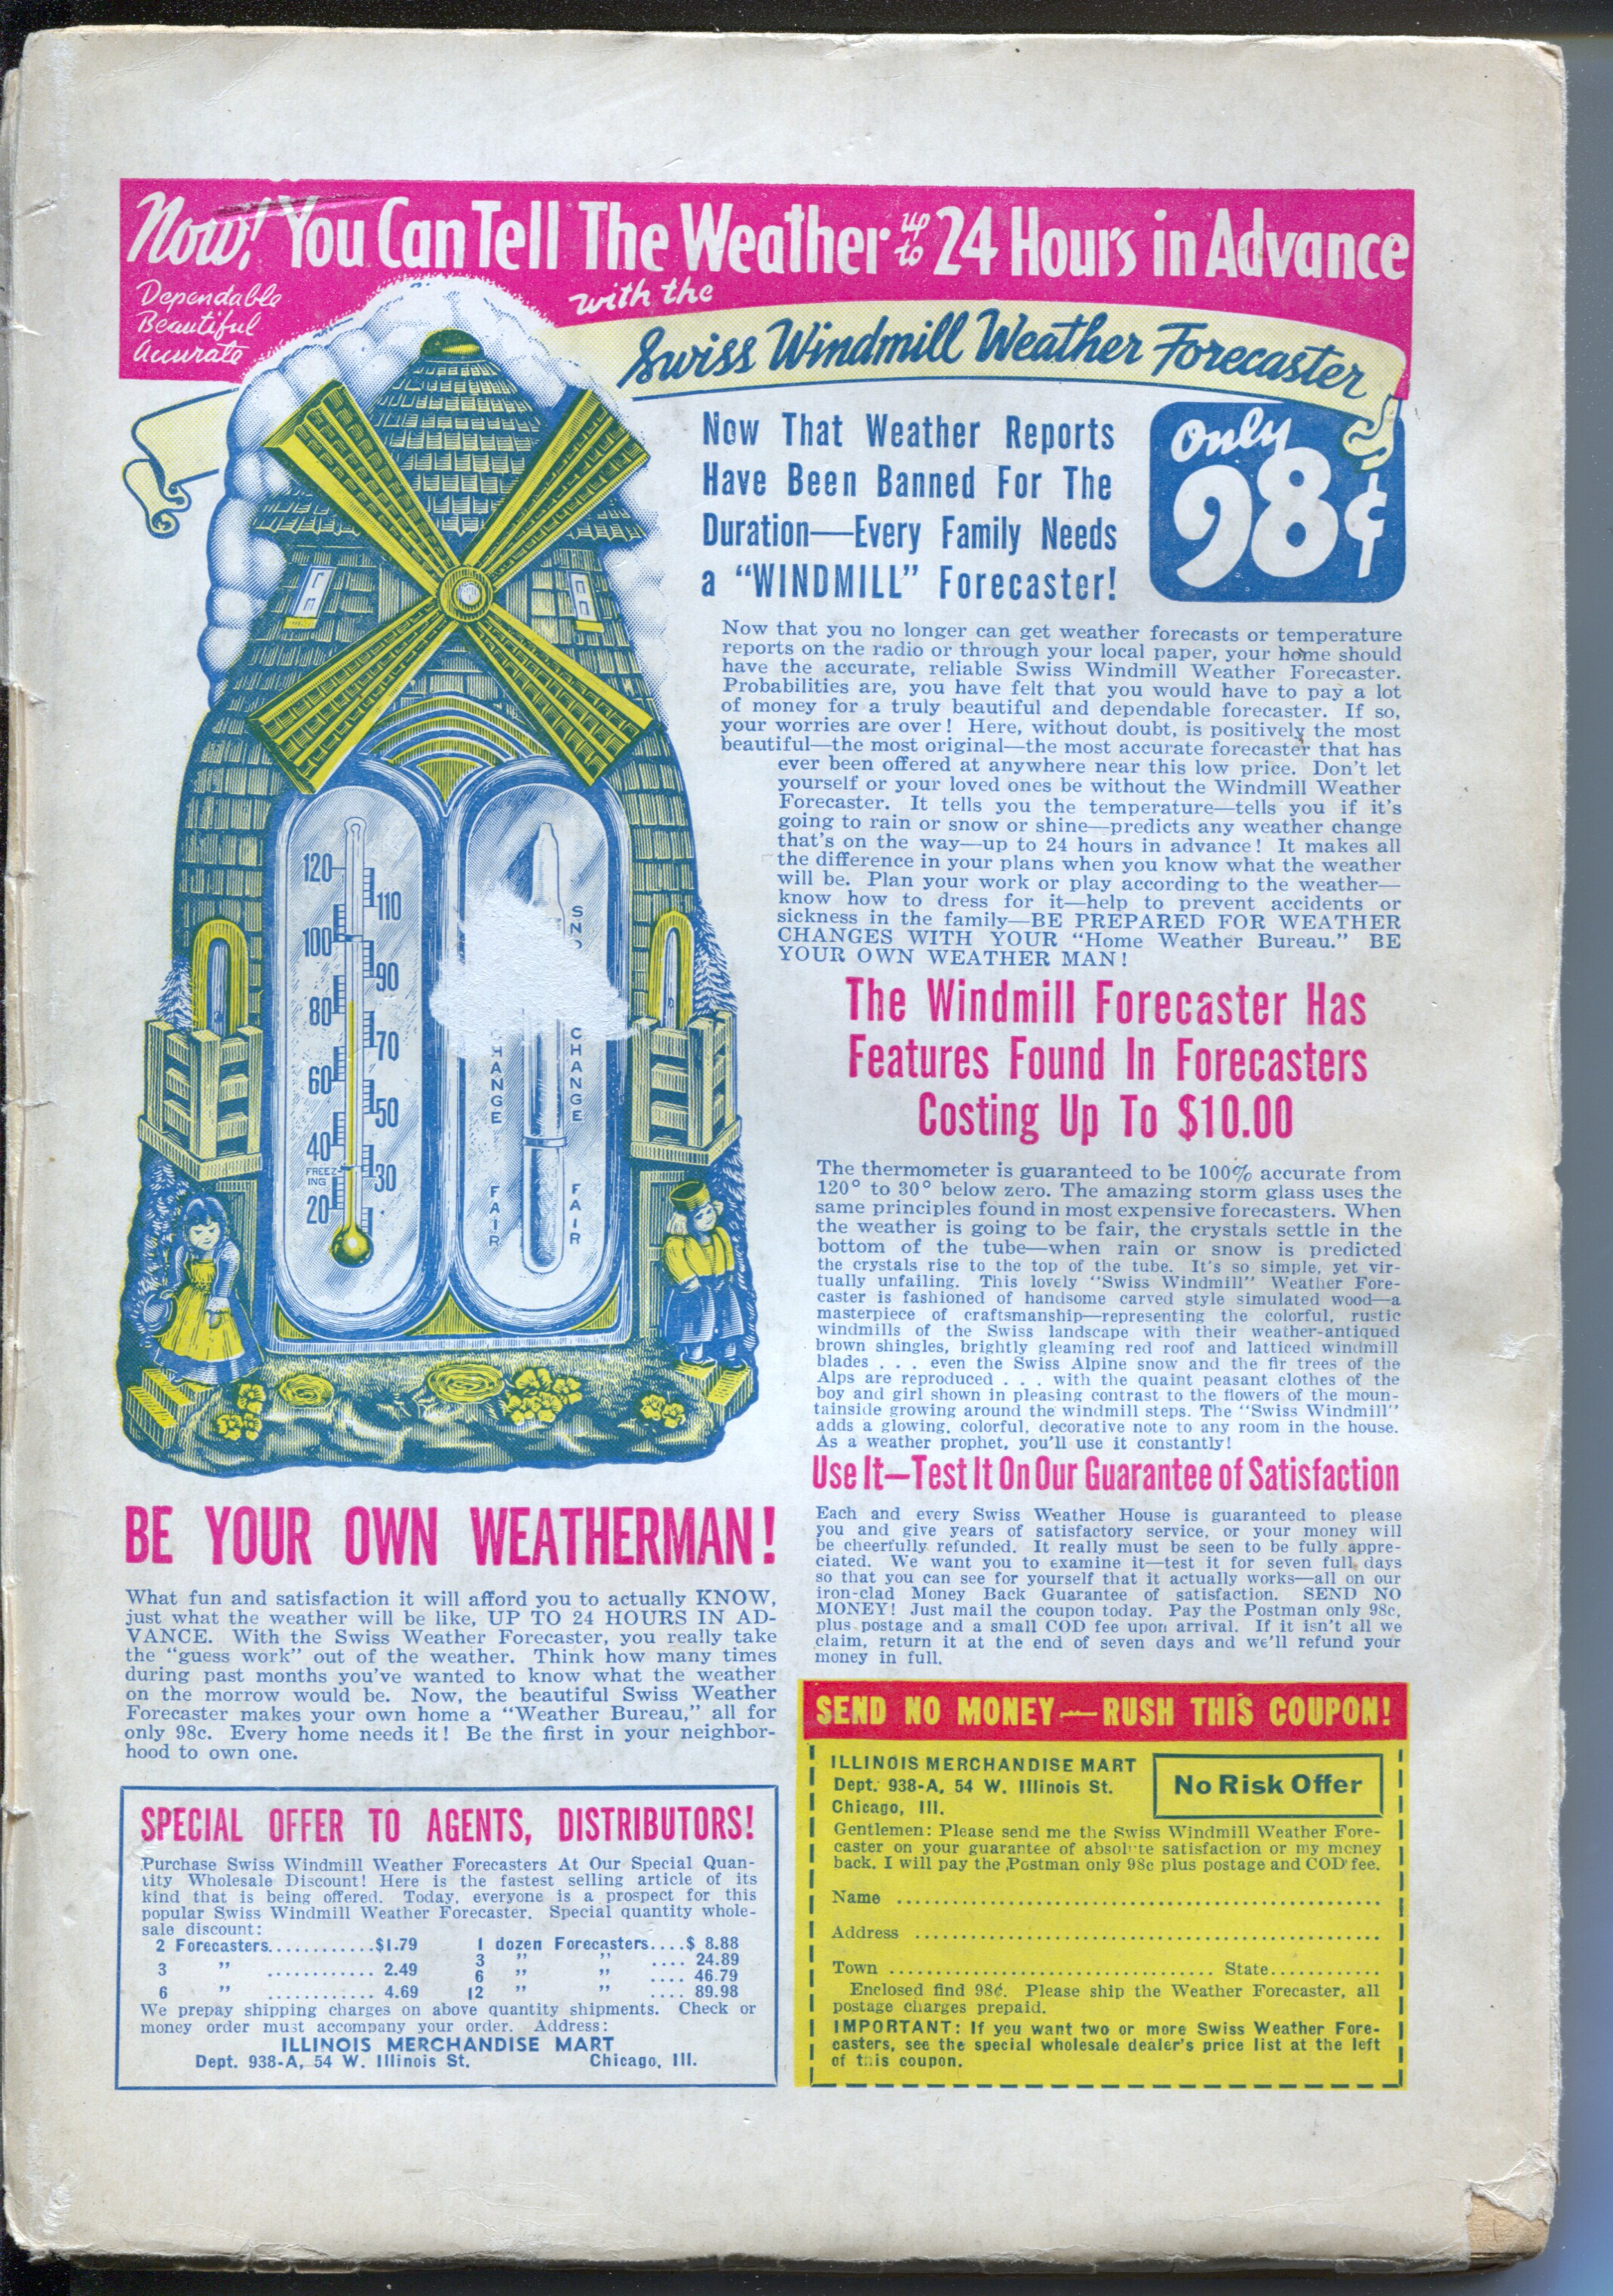 Now! You Can Tell The Weather up to 24 Hours in Advance
Dependable
Beautiful
Accurate
with the
Swiss Windmill Weather Forecaster
Now That Weather Reports
Have Been Banned For The
Duration—Every Family Needs
a "WINDMILL" Forecaster!
Only
98¢
Now that you no longer can get weather forecasts or temperature
reports on the radio or through your local paper, your home should
have the accurate, reliable Swiss Windmill Weather Forecaster.
Probabilities are, you have felt that you would have to pay a lot
of money for a truly beautiful and dependable forecaster. If so,
your worries are over! Here, without doubt, is positively the most
beautiful—the most original—the most accurate forecaster that has
ever been offered at anywhere near this low price. Don't let
yourself or your loved ones be without the Windmill Weather
Forecaster. It tells you the temperature—tells you if it's
going to rain or snow or shine—predicts any weather change
that's on the way—up to 24 hours in advance! It makes all
the difference in your plans when you know what the weather
will be. Plan your work or play according to the weather—
know how to dress for it—help to prevent accidents or
sickness in the family—BE PREPARED FOR WEATHER
CHANGES WITH YOUR "Home Weather Bureau." BE
YOUR OWN WEATHER MAN!
120
110
100
90
80
70
60
50
40
FREEZ-
ING
30
20
CHANGE
CHANGE
FAIR
FAIR
The Windmill Forecaster Has
Features Found In Forecasters
Costing Up To $10.00
The thermometer is guaranteed to be 100% accurate from
120° to 30° below zero. The amazing storm glass uses the
same principles found in most expensive forecasters. When
the weather is going to be fair, the crystals settle in the
bottom of the tube—when rain or snow is predicted
the crystals rise to the top of the tube. It's so simple, yet vir-
tually unfailing. This lovely "Swiss Windmill" Weather Fore-
caster is fashioned of handsome carved style simulated wood—a
masterpiece of craftsmanship—representing the colorful, rustic
windmills of the Swiss landscape with their weather-antiqued
brown shingles, brightly gleaming red roof and latticed windmill
blades . . . even the Swiss Alpine snow and the fir trees of the
Alps are reproduced . . . with the quaint peasant clothes of the
boy and girl shown in pleasing contrast to the flowers of the moun-
tainside growing around the windmill steps. The "Swiss Windmill"
adds a glowing, colorful, decorative note to any room in the house.
As a weather prophet, you'll use it constantly!
Use It—Test It On Our Guarantee of Satisfaction
Each and every Swiss Weather House is guaranteed to please
you and give years of satisfactory service, or your money will
be cheerfully refunded. It really must be seen to be fully appre-
ciated. We want you to examine it—test it for seven full days
so that you can see for yourself that it actually works—all on our
iron-clad Money Back Guarantee of satisfaction. SEND NO
MONEY! Just mail the coupon today. Pay the Postman only 98c,
plus postage and a small COD fee upon arrival. If it isn't all we
claim, return it at the end of seven days and we'll refund your
money in full.
BE YOUR OWN WEATHERMAN!
What fun and satisfaction it will afford you to actually KNOW,
just what the weather will be like, UP TO 24 HOURS IN AD-
VANCE. With the Swiss Weather Forecaster, you really take
the "guess work" out of the weather. Think how many times
during past months you've wanted to know what the weather
on the morrow would be. Now, the beautiful Swiss Weather
Forecaster makes your own home a "Weather Bureau," all for
only 98c. Every home needs it! Be the first in your neighbor-
hood to own one.
SPECIAL OFFER TO AGENTS, DISTRIBUTORS!
Purchase Swiss Windmill Weather Forecasters At Our Special Quan-
tity Wholesale Discount! Here is the fastest selling article of its
kind that is being offered. Today, everyone is a prospect for this
popular Swiss Windmill Weather Forecaster. Special quantity whole-
sale discount:
2 Forecasters............$1.79 1 dozen Forecasters....$ 8.88
3 " ............ 2.49 3 " " .... 24.89
6 " ............ 4.69 6 " " .... 46.79
12 " " .... 89.98
We prepay shipping charges on above quantity shipments. Check or
money order must accompany your order. Address:
ILLINOIS MERCHANDISE MART
Dept. 938-A, 54 W. Illinois St. Chicago, Ill.
SEND NO MONEY—RUSH THIS COUPON!
ILLINOIS MERCHANDISE MART
Dept. 938-A, 54 W. Illinois St.
Chicago, Ill.
No Risk Offer
Gentlemen: Please send me the Swiss Windmill Weather Fore-
caster on your guarantee of absolute satisfaction or my money
back. I will pay the Postman only 98c plus postage and COD fee.
Name ............................................................
Address .........................................................
Town ................................... State.............
Enclosed find 98¢. Please ship the Weather Forecaster, all
postage charges prepaid.
IMPORTANT: If you want two or more Swiss Weather Fore-
casters, see the special wholesale dealer's price list at the left
of this coupon.